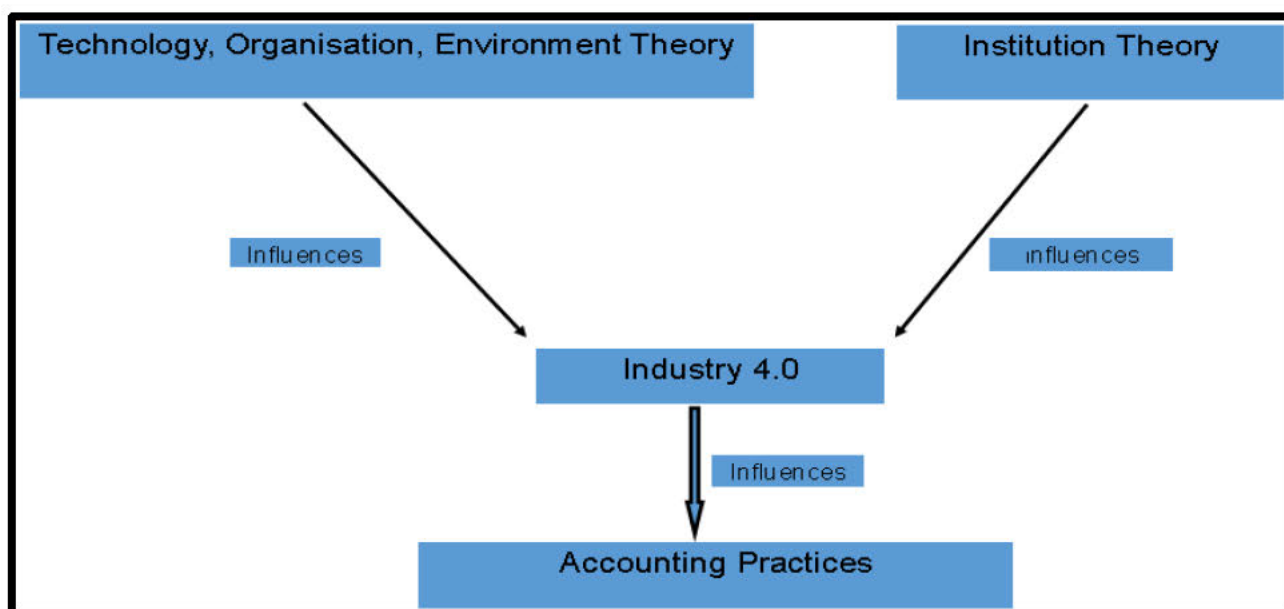 Technology, Organisation, Environment Theory
Institution Theory
Influences
influences
Industry 4.0
Influences
Accounting Practices